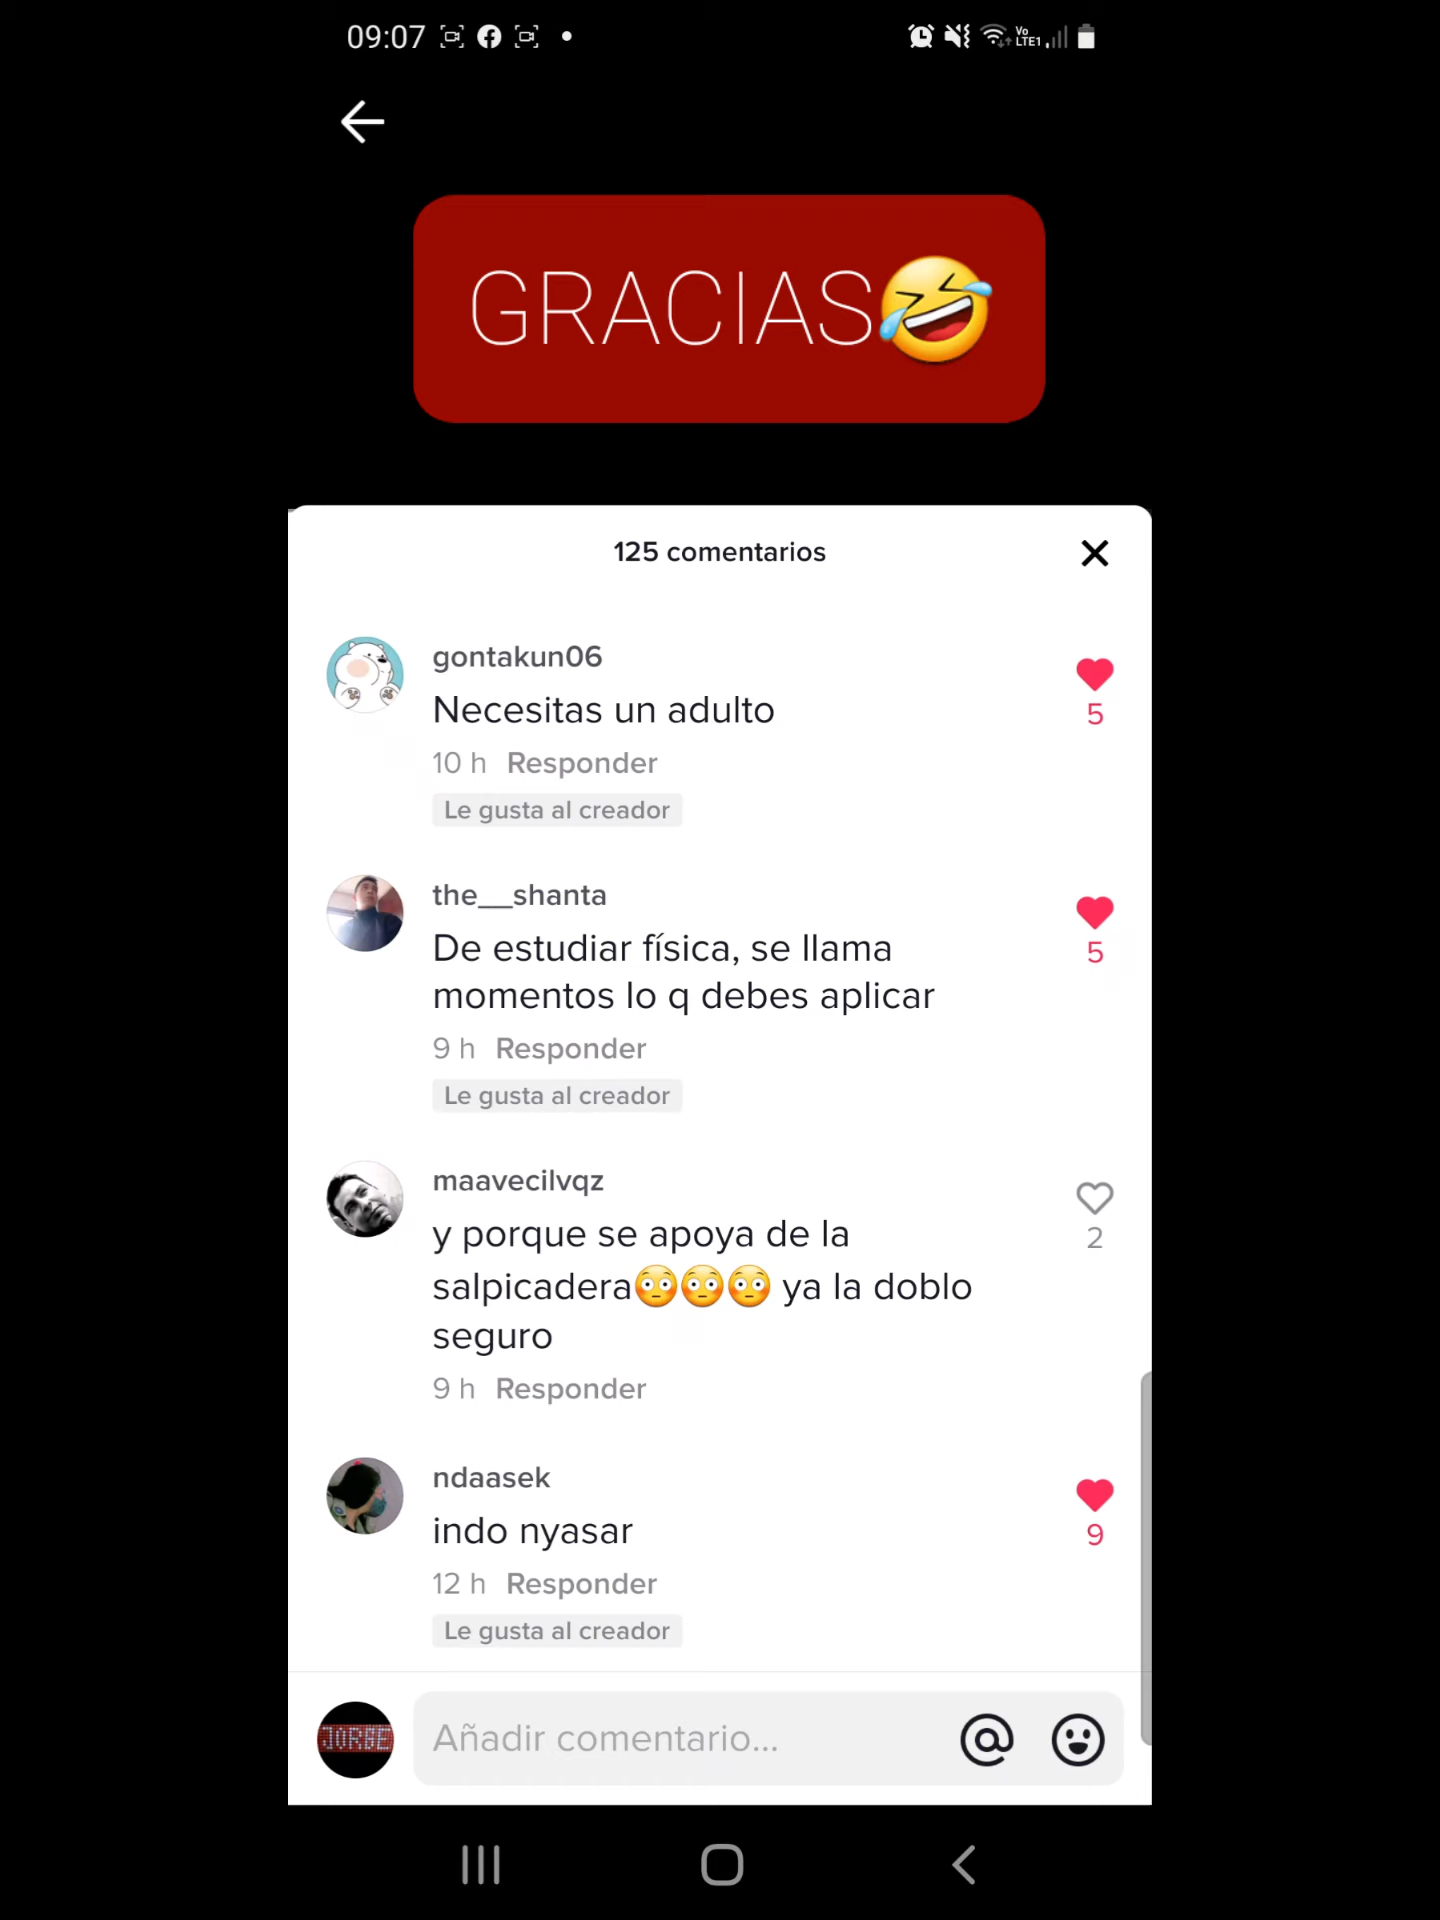 09:07
Vo
LTE1
GRACIAS🤣
125 comentarios
gontakun06
Necesitas un adulto
5
10 h Responder
Le gusta al creador
the__shanta
De estudiar física, se llama
momentos lo q debes aplicar
5
9 h Responder
Le gusta al creador
maavecilvqz
y porque se apoya de la
salpicadera😳😳😳 ya la doblo
seguro
2
9 h Responder
ndaasek
indo nyasar
9
12 h Responder
Le gusta al creador
JORGE
Añadir comentario...